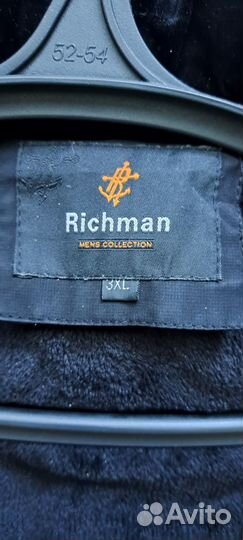 52-54
Richman
MENS COLLECTION
3XL
Avito